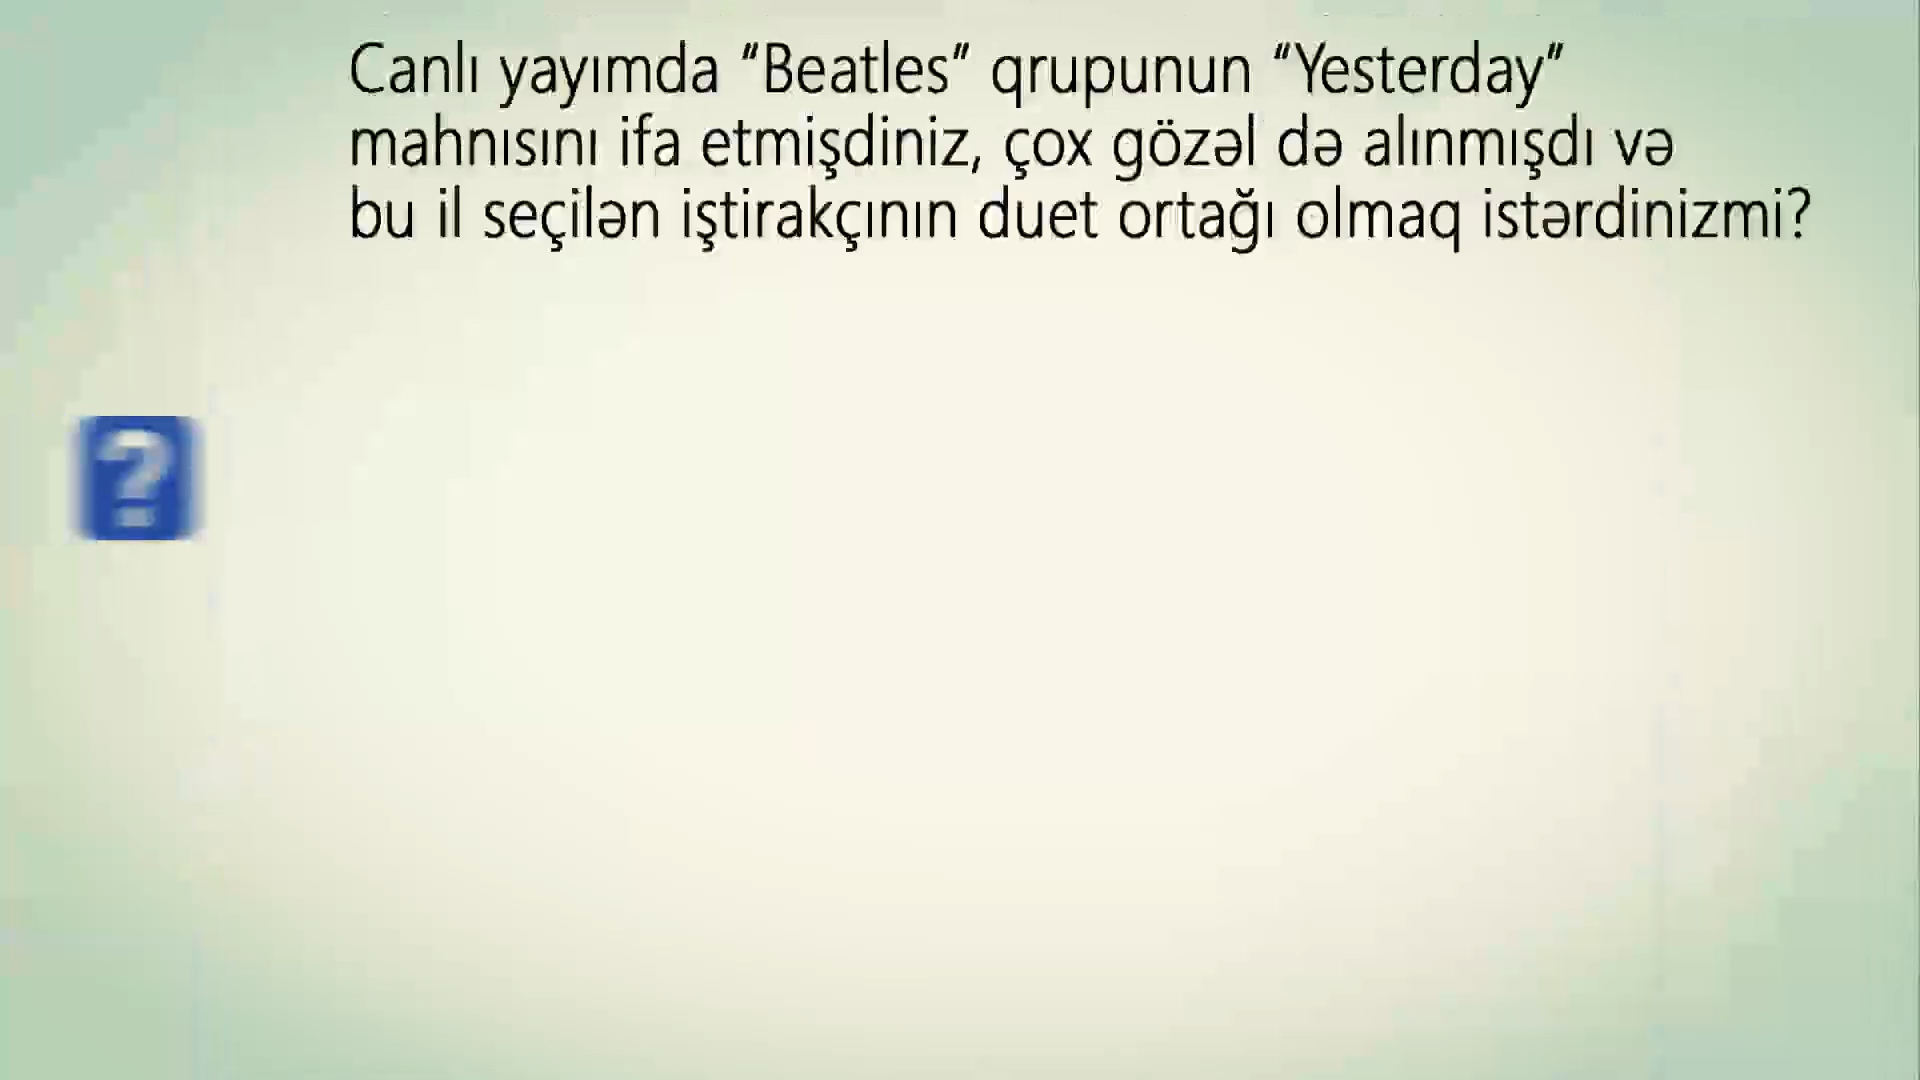 Canlı yayımda “Beatles” qrupunun “Yesterday”
mahnısını ifa etmişdiniz, çox gözəl də alınmışdı və
bu il seçilən iştirakçının duet ortağı olmaq istərdinizmi?
?